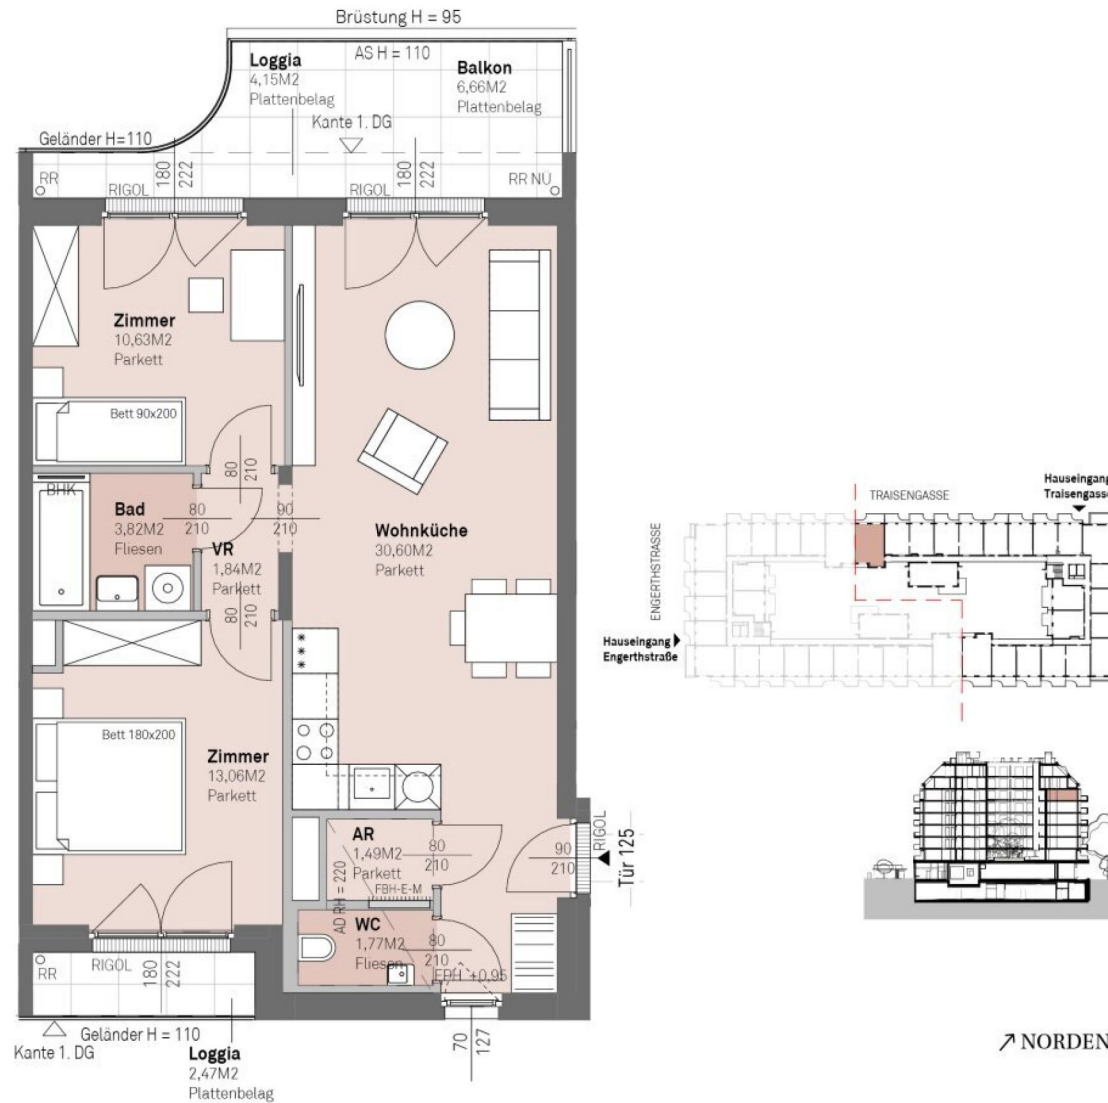 Brüstung H = 95
Loggia
4,15M2
Plattenbelag
AS H = 110
Balkon
6,66M2
Plattenbelag
Kante 1. DG
Geländer H=110
RR
RIGOL
180
222
RIGOL
180
222
RR NÜ
Zimmer
10,63M2
Parkett
Bett 90x200
80
210
BHK
Bad
3,82M2
Fliesen
80
210
90
210
VR
1,84M2
Parkett
80
210
Wohnküche
30,60M2
Parkett
Bett 180x200
Zimmer
13,06M2
Parkett
AR
1,49M2
Parkett
FBH-E-M
80
210
90
210
RIGOL
Tür 125
AD RH = 220
WC
1,77M2
Fliesen
80
210
FPH +0,95
RR
RIGOL
180
222
70
127
Geländer H = 110
Kante 1. DG
Loggia
2,47M2
Plattenbelag
TRAISENGASSE
Hauseingang
Traisengasse
ENGERTHSTRASSE
Hauseingang
Engerthstraße
NORDEN